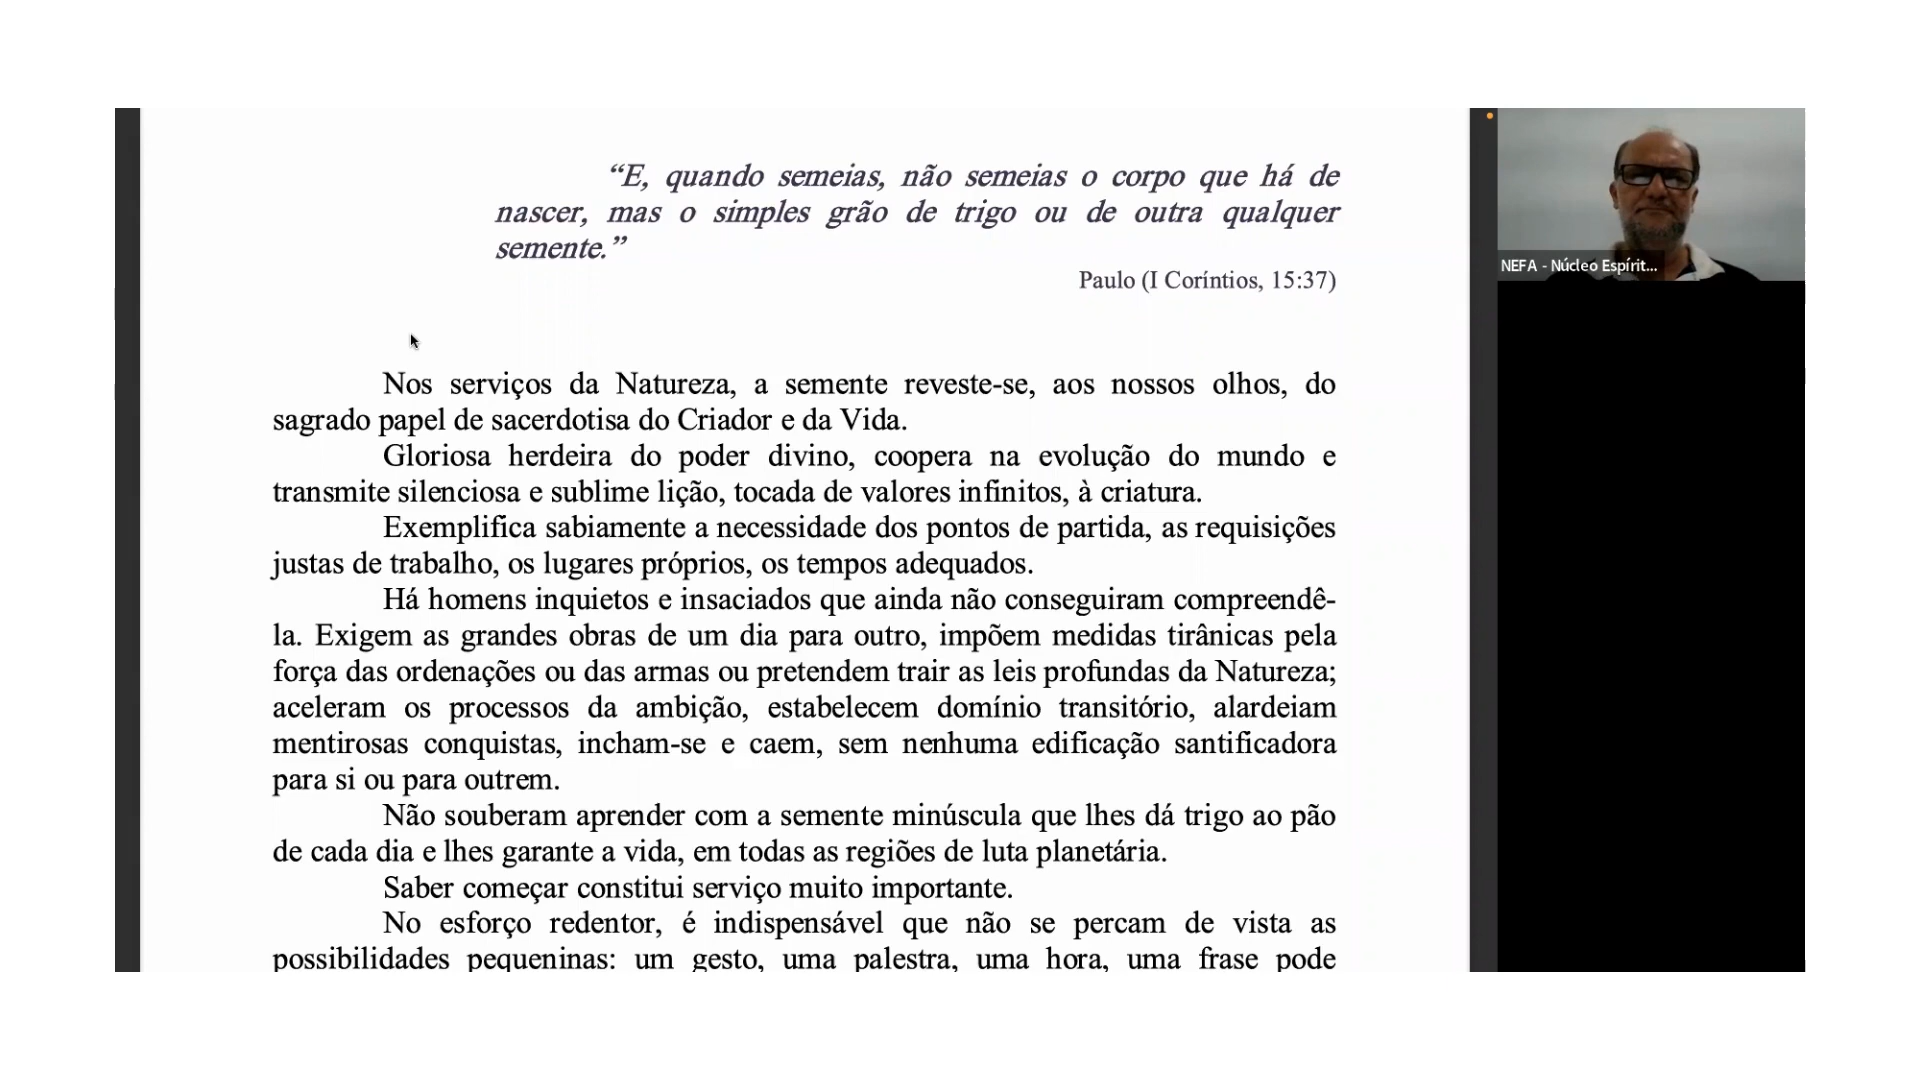 “E, quando semeias, não semeias o corpo que há de
nascer, mas o simples grão de trigo ou de outra qualquer
semente.”
Paulo (I Coríntios, 15:37)
Nos serviços da Natureza, a semente reveste-se, aos nossos olhos, do
sagrado papel de sacerdotisa do Criador e da Vida.
Gloriosa herdeira do poder divino, coopera na evolução do mundo e
transmite silenciosa e sublime lição, tocada de valores infinitos, à criatura.
Exemplifica sabiamente a necessidade dos pontos de partida, as requisições
justas de trabalho, os lugares próprios, os tempos adequados.
Há homens inquietos e insaciados que ainda não conseguiram compreendê-
la. Exigem as grandes obras de um dia para outro, impõem medidas tirânicas pela
força das ordenações ou das armas ou pretendem trair as leis profundas da Natureza;
aceleram os processos da ambição, estabelecem domínio transitório, alardeiam
mentirosas conquistas, incham-se e caem, sem nenhuma edificação santificadora
para si ou para outrem.
Não souberam aprender com a semente minúscula que lhes dá trigo ao pão
de cada dia e lhes garante a vida, em todas as regiões de luta planetária.
Saber começar constitui serviço muito importante.
No esforço redentor, é indispensável que não se percam de vista as
possibilidades pequeninas: um gesto, uma palestra, uma hora, uma frase pode
NEFA - Núcleo Espírit...